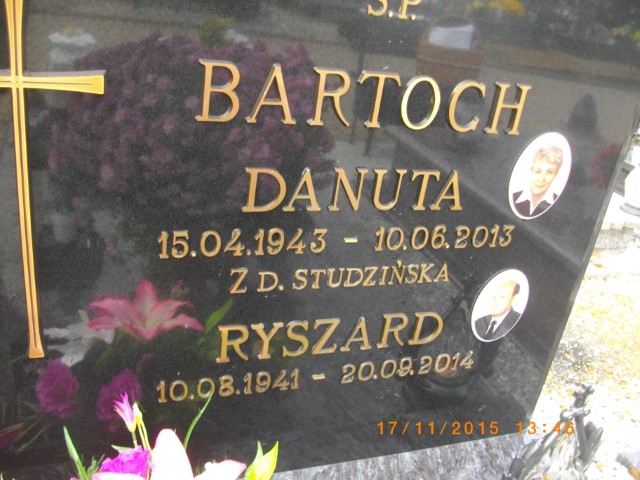 Ś.P.
BARTOCH
DANUTA
15.04.1943 - 10.06.2013
Z D. STUDZIŃSKA
RYSZARD
10.08.1941 - 20.09.2014
17/11/2015 13:46